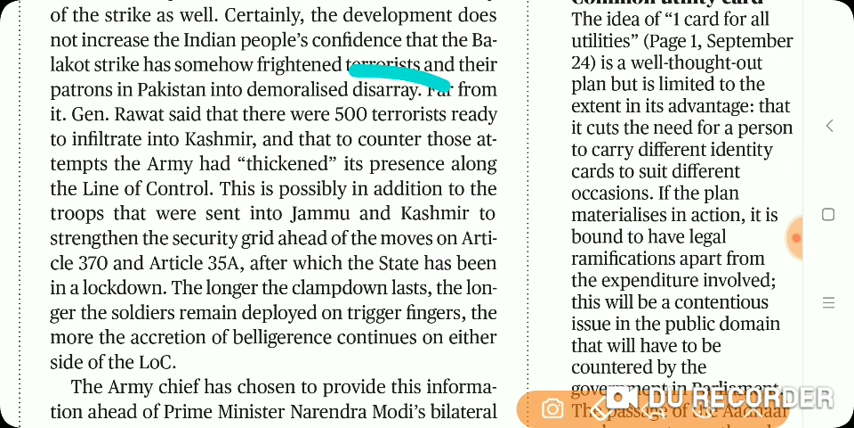 of the strike as well. Certainly, the development does
not increase the Indian people's confidence that the Ba-
lakot strike has somehow frightened terrorists and their
patrons in Pakistan into demoralised disarray. Far from
it. Gen. Rawat said that there were 500 terrorists ready
to infiltrate into Kashmir, and that to counter those at-
tempts the Army had “thickened” its presence along
the Line of Control. This is possibly in addition to the
troops that were sent into Jammu and Kashmir to
strengthen the security grid ahead of the moves on Arti-
cle 370 and Article 35A, after which the State has been
in a lockdown. The longer the clampdown lasts, the lon-
ger the soldiers remain deployed on trigger fingers, the
more the accretion of belligerence continues on either
side of the LoC.
The Army chief has chosen to provide this informa-
tion ahead of Prime Minister Narendra Modi's bilateral
Common utility card
The idea of “1 card for all
utilities” (Page 1, September
24) is a well-thought-out
plan but is limited to the
extent in its advantage: that
it cuts the need for a person
to carry different identity
cards to suit different
occasions. If the plan
materialises in action, it is
bound to have legal
ramifications apart from
the expenditure involved;
this will be a contentious
issue in the public domain
that will have to be
countered by the
government in Parliament.
The passage of the Aadhaar
DU RECORDER